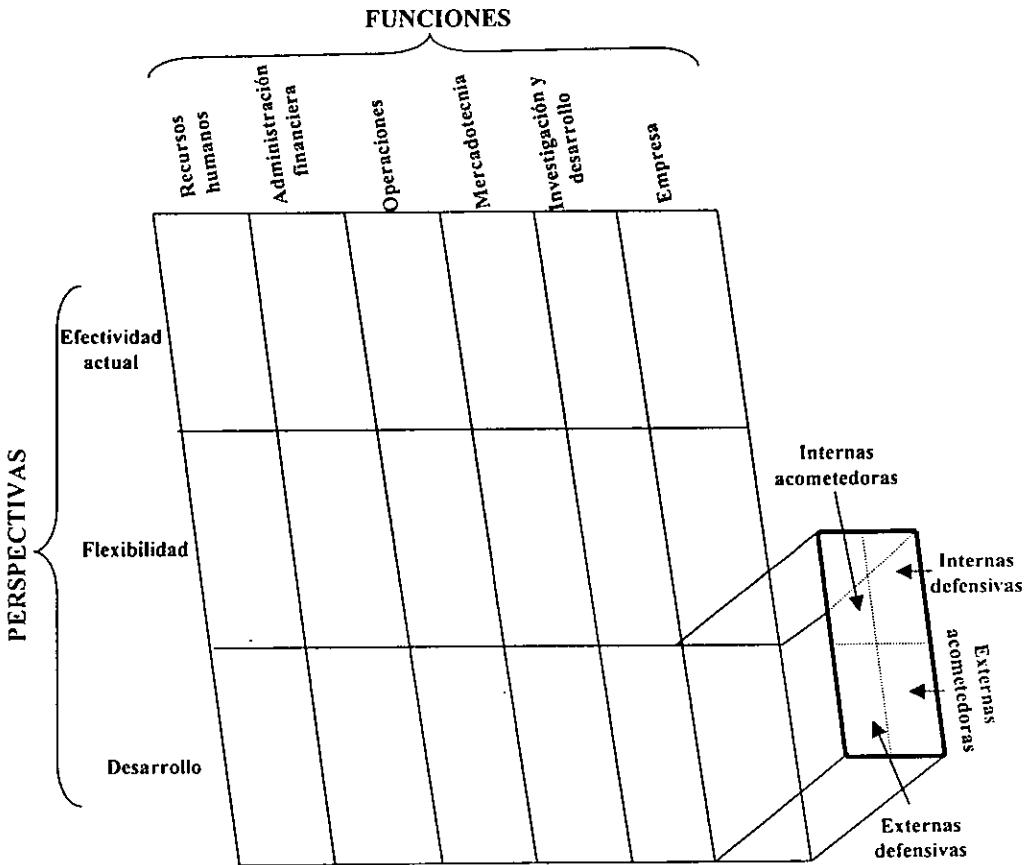 FUNCIONES
Recursos
humanos
Administración
financiera
Operaciones
Mercadotecnia
Investigación y
desarrollo
Empresa
PERSPECTIVAS
Efectividad
actual
Flexibilidad
Desarrollo
Internas
acometedoras
Internas
defensivas
Externas
acometedoras
Externas
defensivas